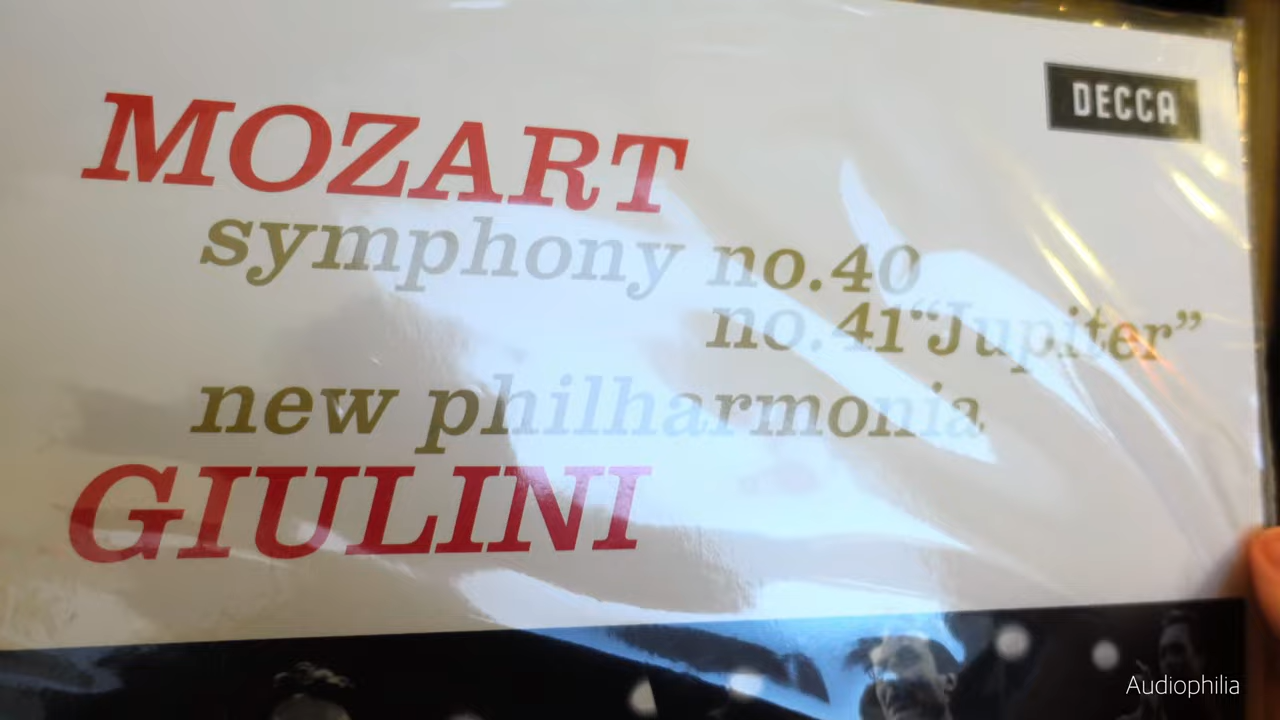 DECCA
MOZART
symphony no.40
no.41 “Jupiter”
new philharmonia
GIULINI
Audiophilia